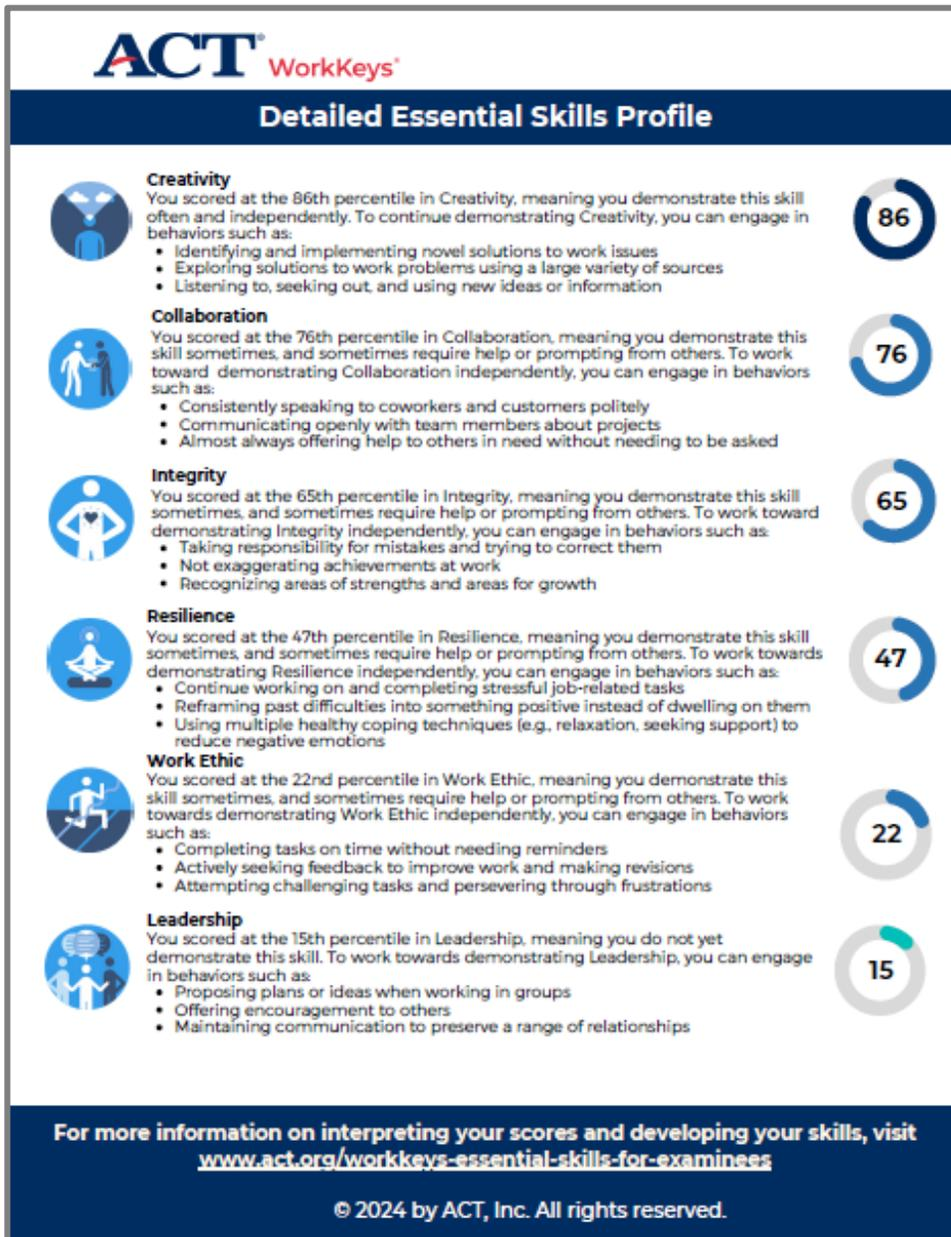 ACT® WorkKeys®
Detailed Essential Skills Profile
Creativity
You scored at the 86th percentile in Creativity, meaning you demonstrate this skill
often and independently. To continue demonstrating Creativity, you can engage in
behaviors such as:
• Identifying and implementing novel solutions to work issues
• Exploring solutions to work problems using a large variety of sources
• Listening to, seeking out, and using new ideas or information
86
Collaboration
You scored at the 76th percentile in Collaboration, meaning you demonstrate this
skill sometimes, and sometimes require help or prompting from others. To work
toward demonstrating Collaboration independently, you can engage in behaviors
such as:
• Consistently speaking to coworkers and customers politely
• Communicating openly with team members about projects
• Almost always offering help to others in need without needing to be asked
76
Integrity
You scored at the 65th percentile in Integrity, meaning you demonstrate this skill
sometimes, and sometimes require help or prompting from others. To work toward
demonstrating Integrity independently, you can engage in behaviors such as:
• Taking responsibility for mistakes and trying to correct them
• Not exaggerating achievements at work
• Recognizing areas of strengths and areas for growth
65
Resilience
You scored at the 47th percentile in Resilience, meaning you demonstrate this skill
sometimes, and sometimes require help or prompting from others. To work towards
demonstrating Resilience independently, you can engage in behaviors such as:
• Continue working on and completing stressful job-related tasks
• Reframing past difficulties into something positive instead of dwelling on them
• Using multiple healthy coping techniques (e.g., relaxation, seeking support) to
reduce negative emotions
47
Work Ethic
You scored at the 22nd percentile in Work Ethic, meaning you demonstrate this
skill sometimes, and sometimes require help or prompting from others. To work
towards demonstrating Work Ethic independently, you can engage in behaviors
such as:
• Completing tasks on time without needing reminders
• Actively seeking feedback to improve work and making revisions
• Attempting challenging tasks and persevering through frustrations
22
Leadership
You scored at the 15th percentile in Leadership, meaning you do not yet
demonstrate this skill. To work towards demonstrating Leadership, you can engage
in behaviors such as:
• Proposing plans or ideas when working in groups
• Offering encouragement to others
• Maintaining communication to preserve a range of relationships
15
For more information on interpreting your scores and developing your skills, visit
www.act.org/workkeys-essential-skills-for-examinees
© 2024 by ACT, Inc. All rights reserved.